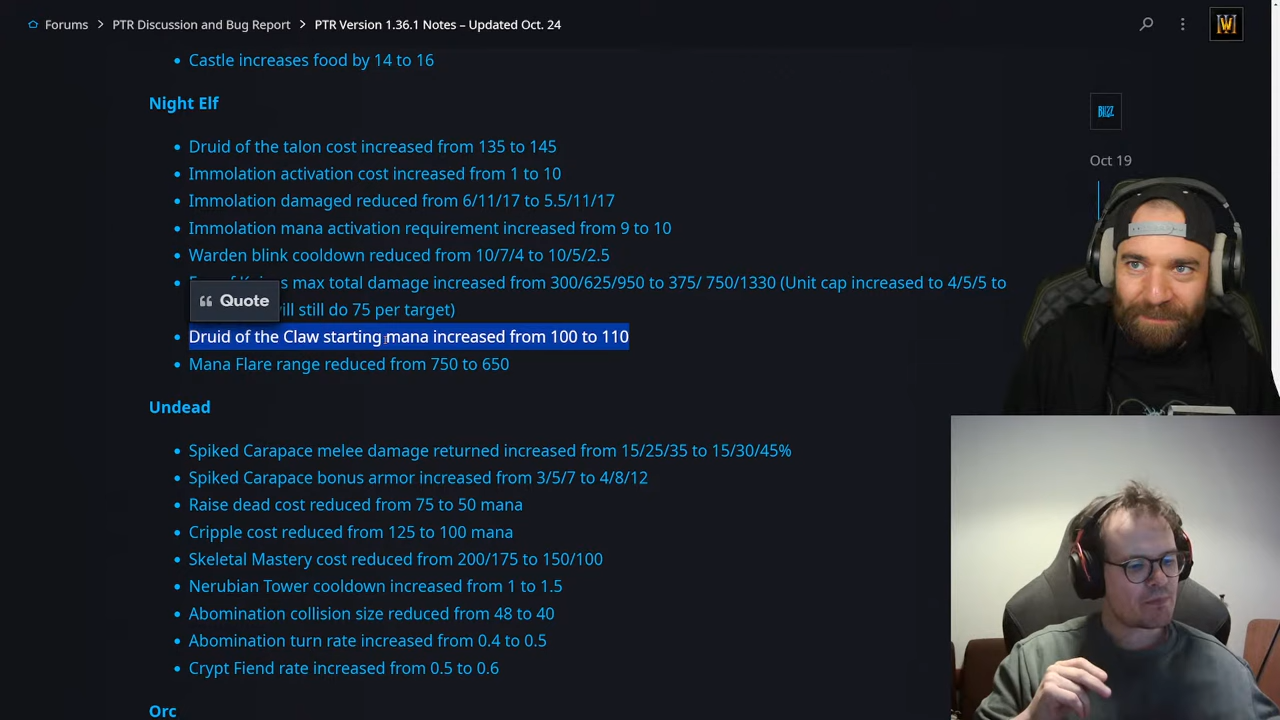 Forums > PTR Discussion and Bug Report > PTR Version 1.36.1 Notes – Updated Oct. 24
Castle increases food by 14 to 16
Night Elf
Druid of the talon cost increased from 135 to 145
Immolation activation cost increased from 1 to 10
Immolation damaged reduced from 6/11/17 to 5.5/11/17
Immolation mana activation requirement increased from 9 to 10
Warden blink cooldown reduced from 10/7/4 to 10/5/2.5
max total damage increased from 300/625/950 to 375/ 750/1330 (Unit cap increased to 4/5/5 to
Quote
still do 75 per target)
Druid of the Claw starting mana increased from 100 to 110
Mana Flare range reduced from 750 to 650
Undead
Spiked Carapace melee damage returned increased from 15/25/35 to 15/30/45%
Spiked Carapace bonus armor increased from 3/5/7 to 4/8/12
Raise dead cost reduced from 75 to 50 mana
Cripple cost reduced from 125 to 100 mana
Skeletal Mastery cost reduced from 200/175 to 150/100
Nerubian Tower cooldown increased from 1 to 1.5
Abomination collision size reduced from 48 to 40
Abomination turn rate increased from 0.4 to 0.5
Crypt Fiend rate increased from 0.5 to 0.6
Orc
BLIZZ
Oct 19